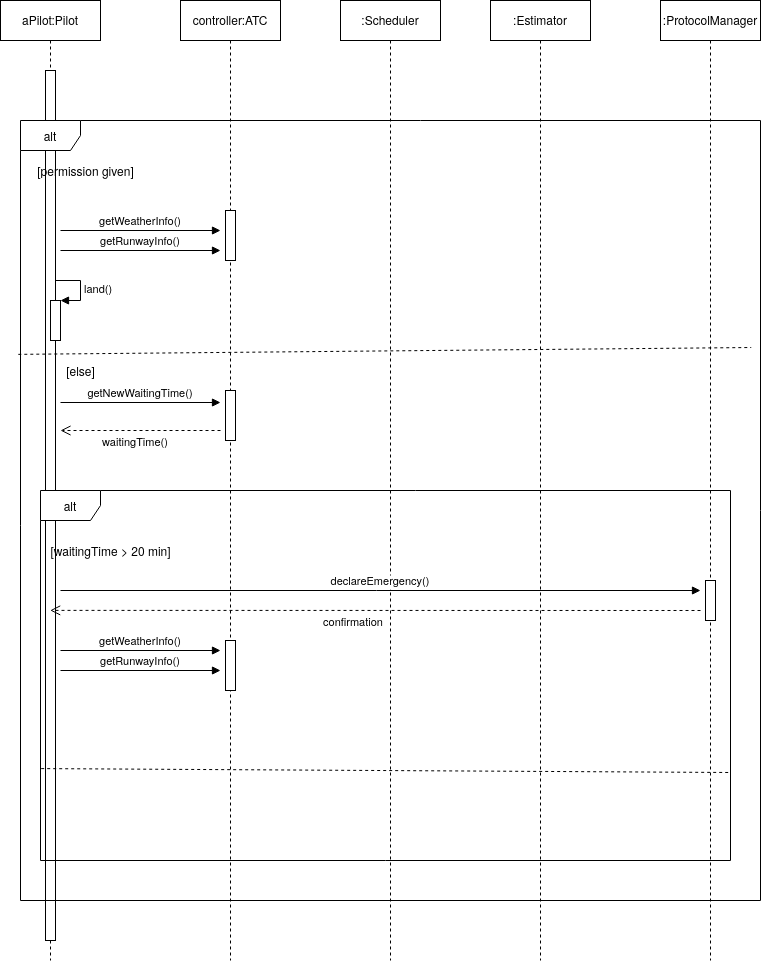 aPilot:Pilot
controller:ATC
:Scheduler
:Estimator
:ProtocolManager
alt
[permission given]
getWeatherInfo()
getRunwayInfo()
land()
[else]
getNewWaitingTime()
waitingTime()
alt
[waitingTime > 20 min]
declareEmergency()
confirmation
getWeatherInfo()
getRunwayInfo()